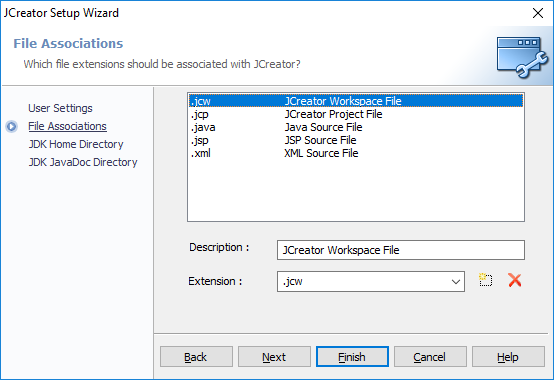 JCreator Setup Wizard
File Associations
Which file extensions should be associated with JCreator?
User Settings
File Associations
JDK Home Directory
JDK JavaDoc Directory
.jcw JCreator Workspace File
.jcp JCreator Project File
.java Java Source File
.jsp JSP Source File
.xml XML Source File
Description : JCreator Workspace File
Extension : .jcw
Back Next Finish Cancel Help